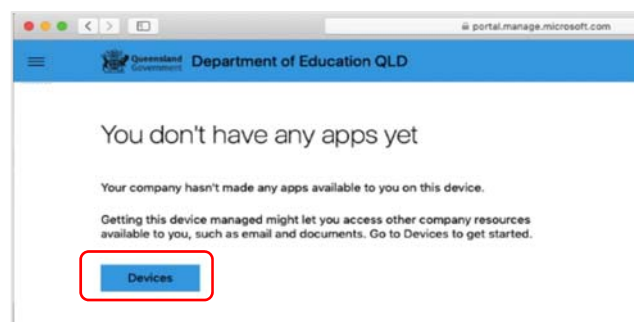 portal.manage.microsoft.com
Queensland
Government
Department of Education QLD
You don't have any apps yet
Your company hasn't made any apps available to you on this device.
Getting this device managed might let you access other company resources
available to you, such as email and documents. Go to Devices to get started.
Devices